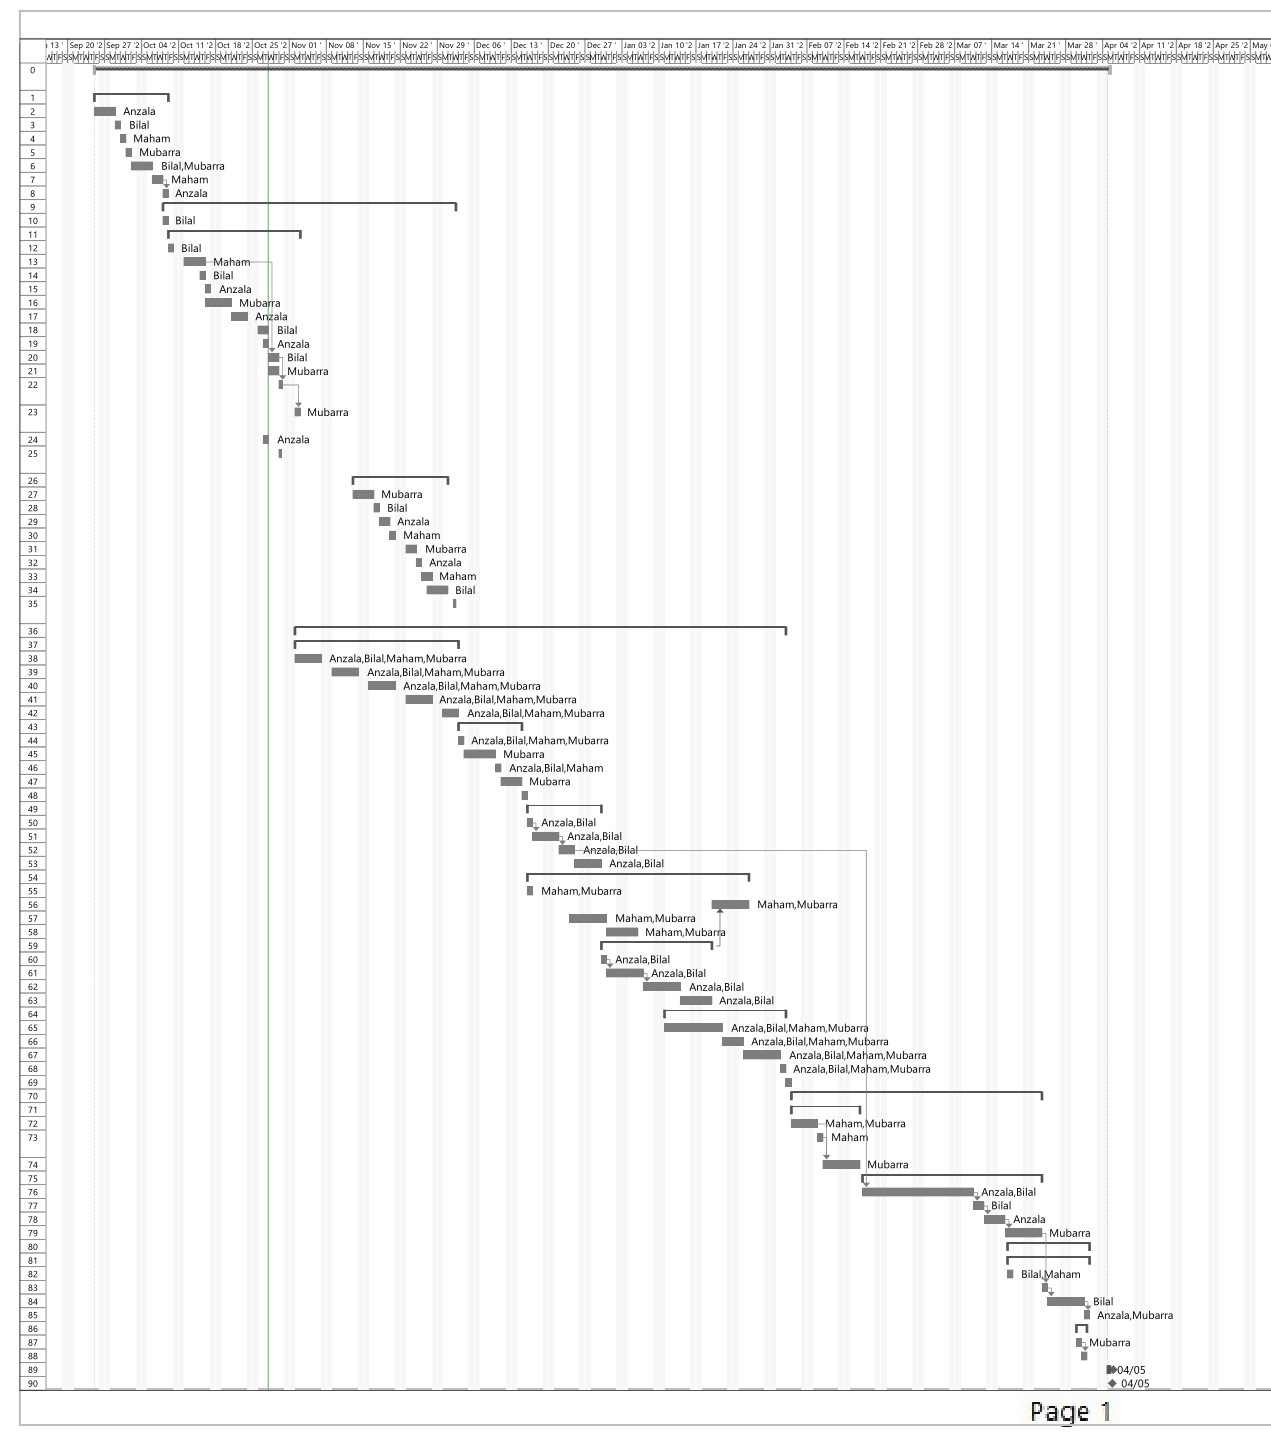 13 ' Sep 20 '2 Sep 27 '2 Oct 04 '2 Oct 11 '2 Oct 18 '2 Oct 25 '2 Nov 01 ' Nov 08 ' Nov 15 ' Nov 22 ' Nov 29 ' Dec 06 ' Dec 13 ' Dec 20 ' Dec 27 ' Jan 03 '2 Jan 10 '2 Jan 17 '2 Jan 24 '2 Jan 31 '2 Feb 07 '2 Feb 14 '2 Feb 21 '2 Feb 28 '2 Mar 07 ' Mar 14 ' Mar 21 ' Mar 28 ' Apr 04 '2 Apr 11 '2 Apr 18 '2 Apr 25 '2 May
0
1
2 Anzala
3 Bilal
4 Maham
5 Mubarra
6 Bilal,Mubarra
7 Maham
8 Anzala
9
10 Bilal
11
12 Bilal
13 Maham
14 Bilal
15 Anzala
16 Mubarra
17 Anzala
18 Bilal
19 Anzala
20 Bilal
21 Mubarra
22
23 Mubarra
24 Anzala
25
26
27 Mubarra
28 Bilal
29 Anzala
30 Maham
31 Mubarra
32 Anzala
33 Maham
34 Bilal
35
36
37
38 Anzala,Bilal,Maham,Mubarra
39 Anzala,Bilal,Maham,Mubarra
40 Anzala,Bilal,Maham,Mubarra
41 Anzala,Bilal,Maham,Mubarra
42 Anzala,Bilal,Maham,Mubarra
43
44 Anzala,Bilal,Maham,Mubarra
45 Mubarra
46 Anzala,Bilal,Maham
47 Mubarra
48
49
50 Anzala,Bilal
51 Anzala,Bilal
52 Anzala,Bilal
53 Anzala,Bilal
54
55 Maham,Mubarra
56 Maham,Mubarra
57 Maham,Mubarra
58 Maham,Mubarra
59
60 Anzala,Bilal
61 Anzala,Bilal
62 Anzala,Bilal
63 Anzala,Bilal
64
65 Anzala,Bilal,Maham,Mubarra
66 Anzala,Bilal,Maham,Mubarra
67 Anzala,Bilal,Maham,Mubarra
68 Anzala,Bilal,Maham,Mubarra
69
70
71
72 Maham,Mubarra
73 Maham
74 Mubarra
75
76 Anzala,Bilal
77 Bilal
78 Anzala
79 Mubarra
80
81
82 Bilal,Maham
83
84 Bilal
85 Anzala,Mubarra
86
87 Mubarra
88
89 04/05
90 04/05
Page 1